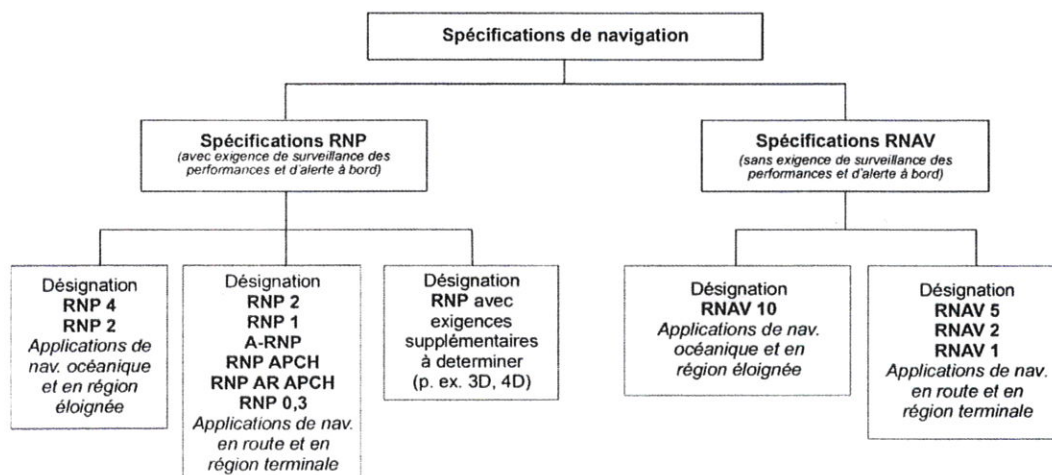 Spécifications de navigation
Spécifications RNP
(avec exigence de surveillance des
performances et d'alerte à bord)
Spécifications RNAV
(sans exigence de surveillance des
performances et d'alerte à bord)
Désignation
RNP 4
RNP 2
Applications de
nav. océanique
et en région
éloignée
Désignation
RNP 2
RNP 1
A-RNP
RNP APCH
RNP AR APCH
RNP 0,3
Applications de nav.
en route et en
région terminale
Désignation
RNP avec
exigences
supplémentaires
à determiner
(p. ex. 3D, 4D)
Désignation
RNAV 10
Applications de nav.
océanique et en
région éloignée
Désignation
RNAV 5
RNAV 2
RNAV 1
Applications de nav.
en route et en
région terminale